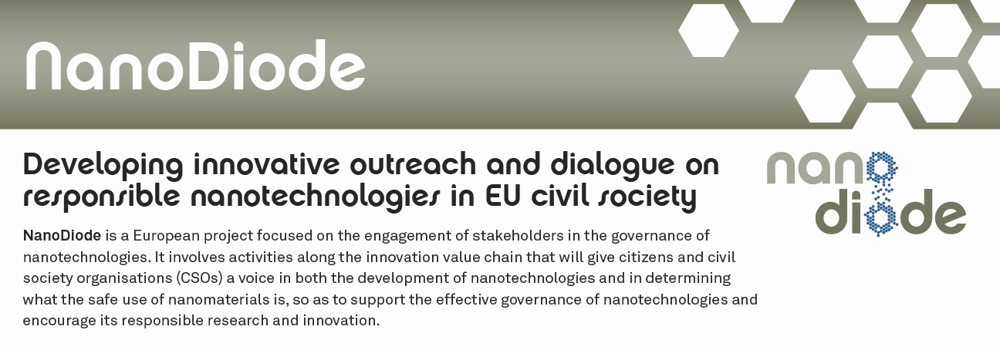 NanoDiode
Developing innovative outreach and dialogue on
responsible nanotechnologies in EU civil society
nano
diode
NanoDiode is a European project focused on the engagement of stakeholders in the governance of
nanotechnologies. It involves activities along the innovation value chain that will give citizens and civil
society organisations (CSOs) a voice in both the development of nanotechnologies and in determining
what the safe use of nanomaterials is, so as to support the effective governance of nanotechnologies and
encourage its responsible research and innovation.